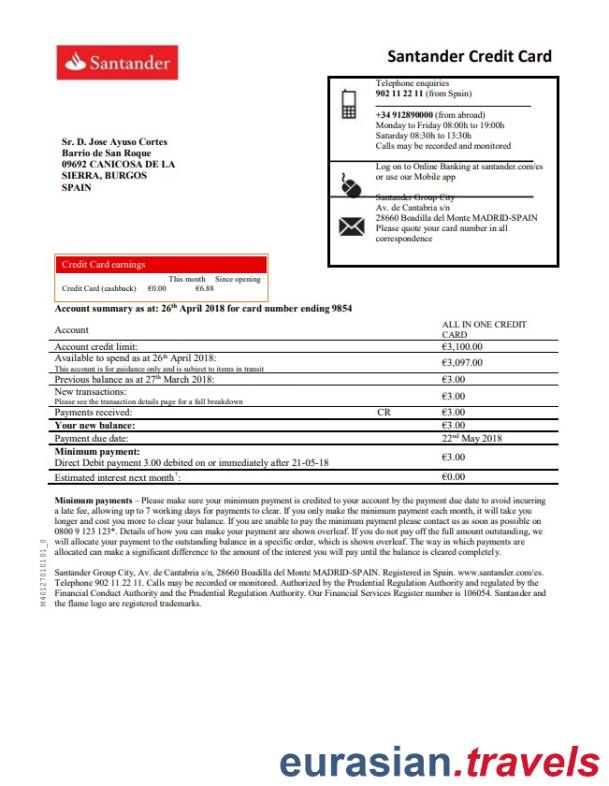 Santander
Santander Credit Card
Telephone enquiries
902 11 22 11 (from Spain)
+34 912890000 (from abroad)
Monday to Friday 08:00h to 19:00h
Saturday 08:30h to 13:30h
Calls may be recorded and monitored
Log on to Online Banking at santander.com/es
or use our Mobile app
Santander Group City
Av. de Cantabria s/n
28660 Boadilla del Monte MADRID-SPAIN
Please quote your card number in all
correspondence
Sr. D. Jose Ayuso Cortes
Barrio de San Roque
09692 CANICOSA DE LA
SIERRA, BURGOS
SPAIN
Credit Card earnings
This month Since opening
Credit Card (cashback) €0.00 €6.88
Account summary as at: 26th April 2018 for card number ending 9854
Account ALL IN ONE CREDIT
CARD
Account credit limit: €3,100.00
Available to spend as at 26th April 2018: €3,097.00
This account is for guidance only and is subject to items in transit
Previous balance as at 27th March 2018: €3.00
New transactions: €3.00
Please see the transaction details page for a full breakdown
Payments received: CR €3.00
Your new balance: €3.00
Payment due date: 22nd May 2018
Minimum payment: €3.00
Direct Debit payment 3.00 debited on or immediately after 21-05-18
Estimated interest next month†: €0.00
Minimum payments – Please make sure your minimum payment is credited to your account by the payment due date to avoid incurring
a late fee, allowing up to 7 working days for payments to clear. If you only make the minimum payment each month, it will take you
longer and cost you more to clear your balance. If you are unable to pay the minimum payment please contact us as soon as possible on
0800 9 123 123*. Details of how you can make your payment are shown overleaf. If you do not pay off the full amount outstanding, we
will allocate your payment to the outstanding balance in a specific order, which is shown overleaf. The way in which payments are
allocated can make a significant difference to the amount of the interest you will pay until the balance is cleared completely.
Santander Group City, Av. de Cantabria s/n, 28660 Boadilla del Monte MADRID-SPAIN. Registered in Spain. www.santander.com/es.
Telephone 902 11 22 11. Calls may be recorded or monitored. Authorized by the Prudential Regulation Authority and regulated by the
Financial Conduct Authority and the Prudential Regulation Authority. Our Financial Services Register number is 106054. Santander and
the flame logo are registered trademarks.
M40127010101_0
eurasian.travels